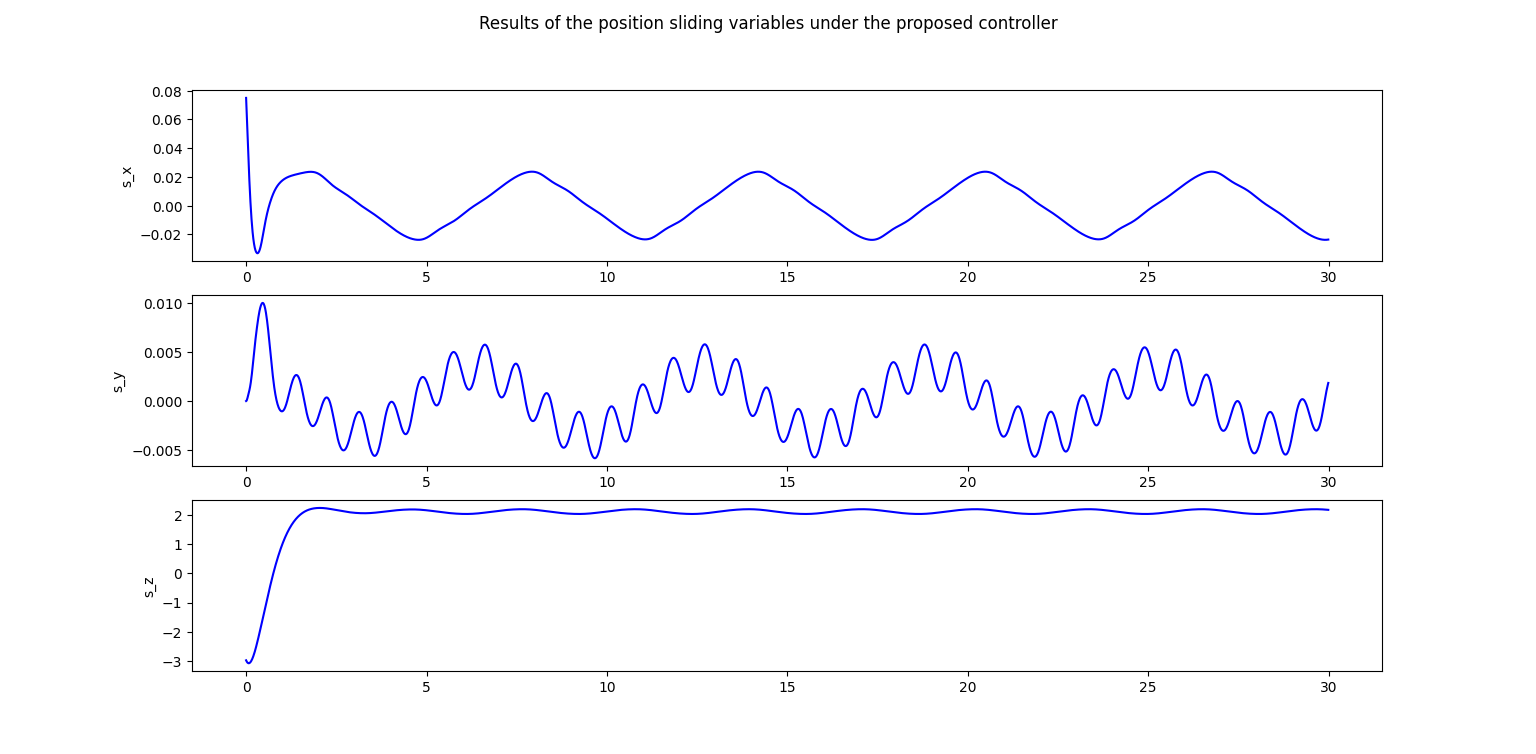 Results of the position sliding variables under the proposed controller
0.08
0.06
0.04
0.02
0.00
−0.02
s_x
0 5 10 15 20 25 30
0.010
0.005
0.000
−0.005
s_y
0 5 10 15 20 25 30
2
1
0
−1
−2
−3
s_z
0 5 10 15 20 25 30